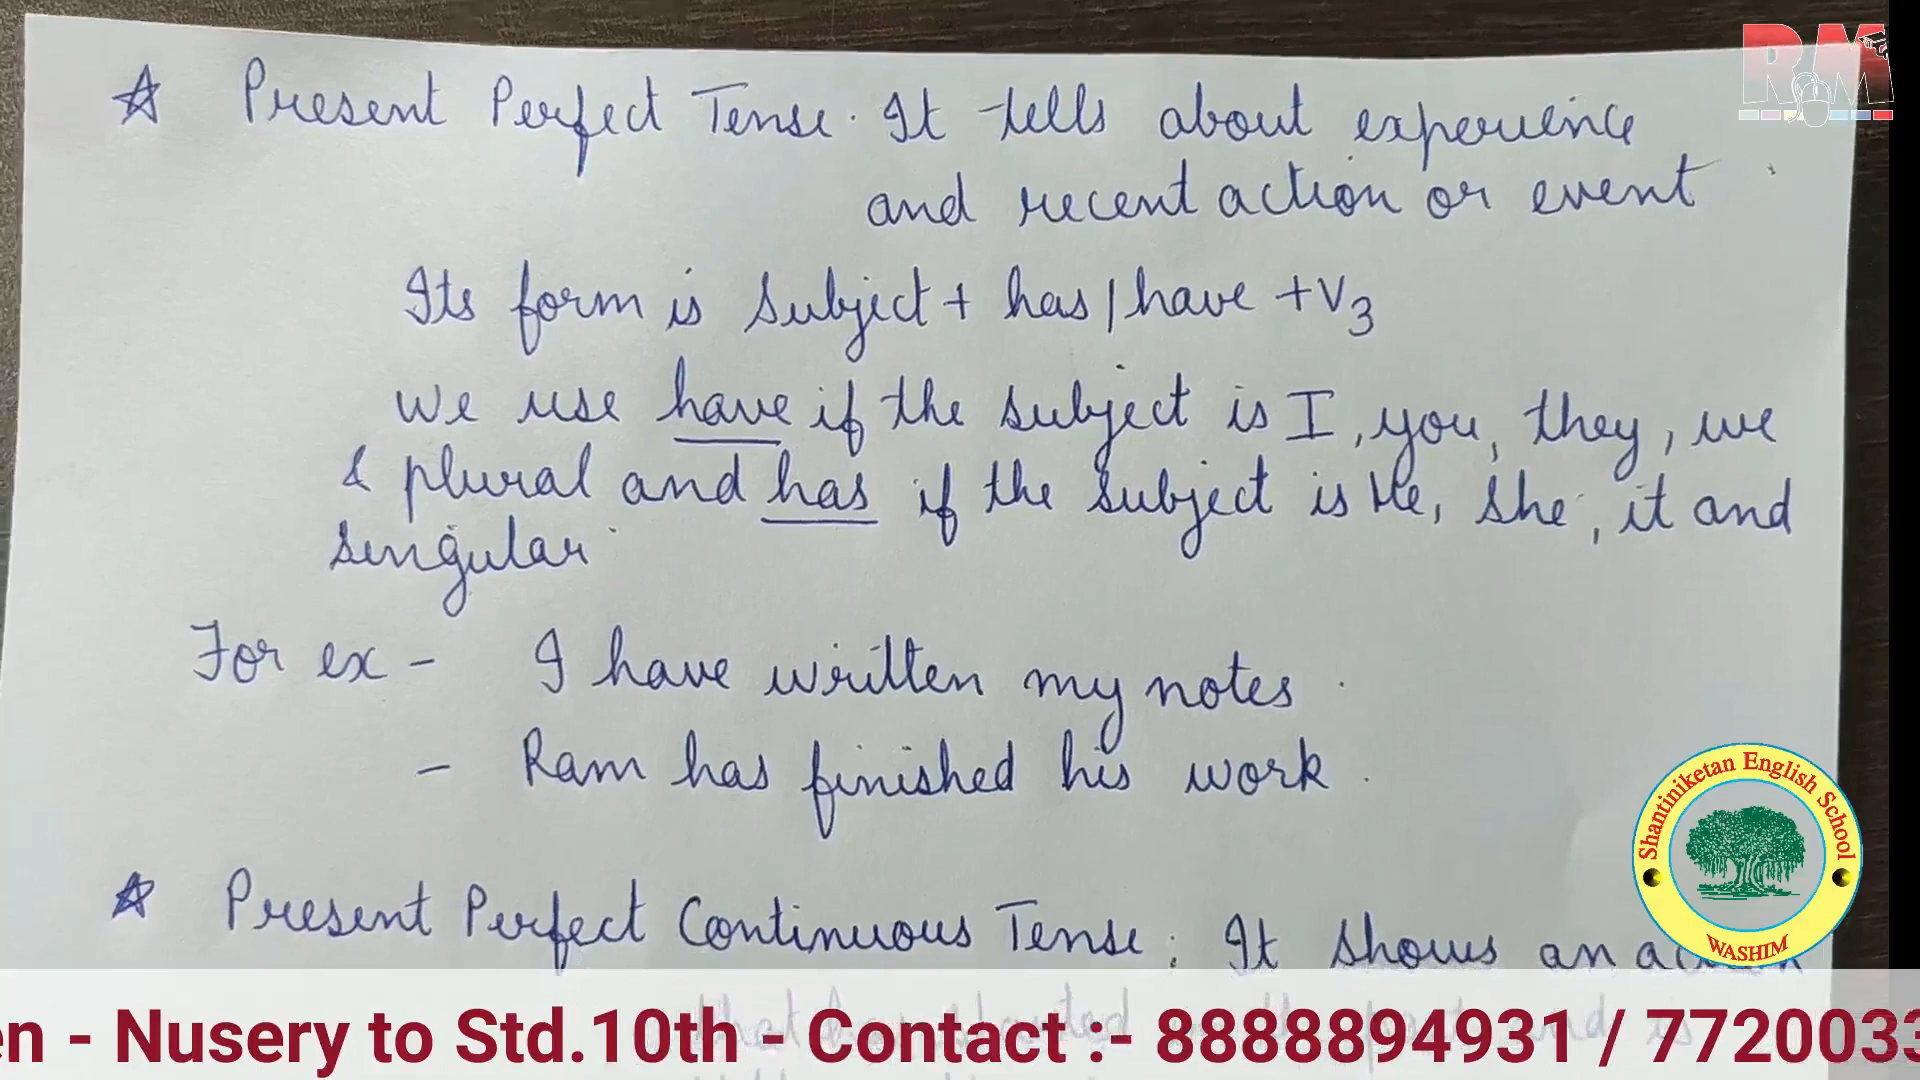 RM
☆ Present Perfect Tense. It tells about experience
and recent action or event
Its form is Subject + has/have + V3
We use have if the subject is I, you, they, we
& plural and has if the subject is He, She, it and
singular
For ex - I have written my notes.
- Ram has finished his work.
☆ Present Perfect Continuous Tense: It shows an action
Shantiniketan English School
WASHIM
en - Nusery to Std.10th - Contact :- 8888894931 / 7720033